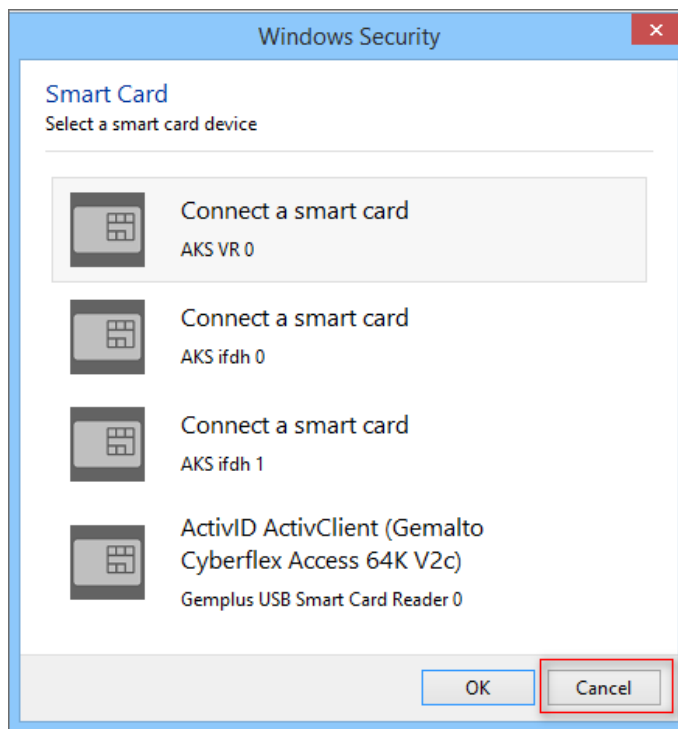 Windows Security
Smart Card
Select a smart card device
Connect a smart card
AKS VR 0
Connect a smart card
AKS ifdh 0
Connect a smart card
AKS ifdh 1
ActivID ActivClient (Gemalto
Cyberflex Access 64K V2c)
Gemplus USB Smart Card Reader 0
OK
Cancel